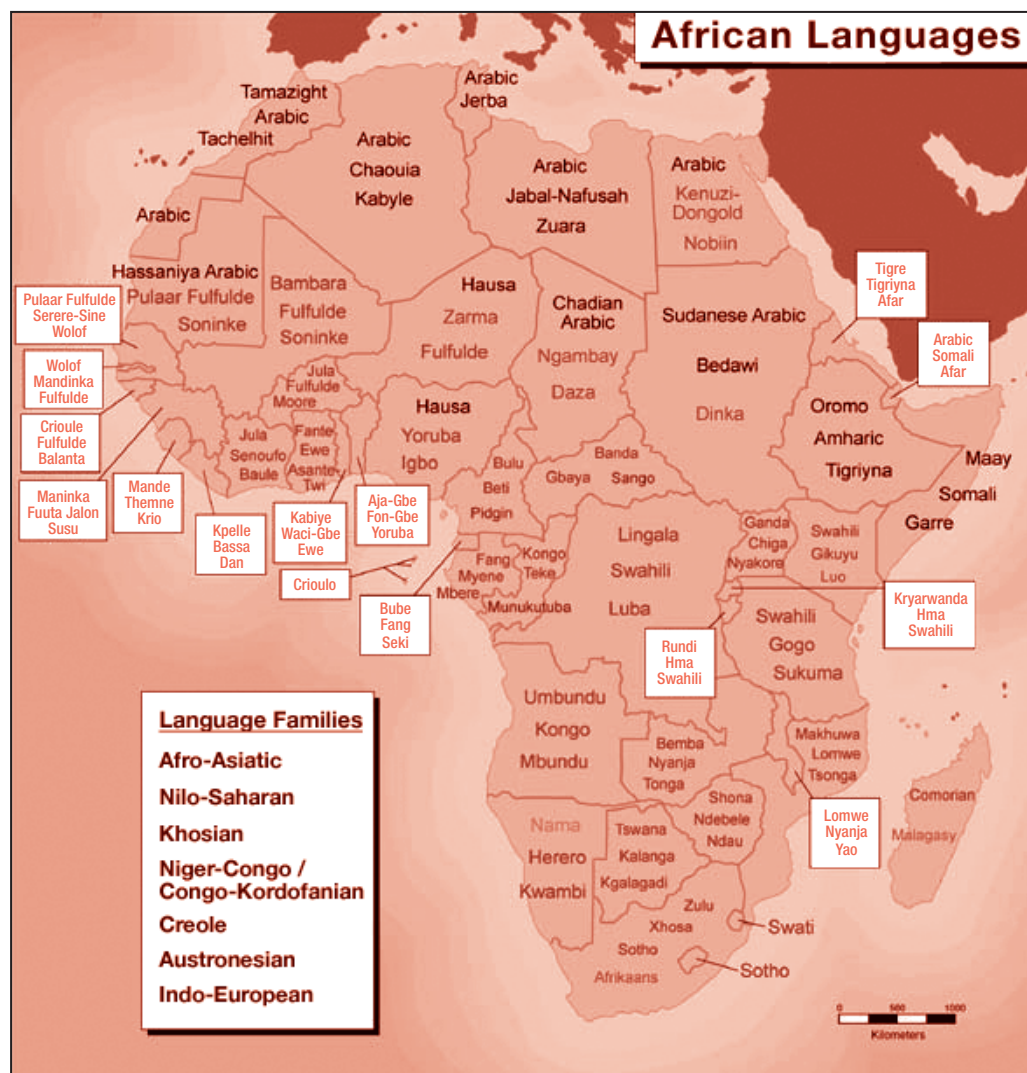 African Languages
Tamazight
Arabic
Tachelhit
Arabic
Jerba
Arabic
Chaouia
Kabyle
Arabic
Jabal-Nafusah
Zuara
Arabic
Kenuzi-
Dongold
Nobiin
Arabic
Hassaniya Arabic
Pulaar Fulfulde
Soninke
Bambara
Fulfulde
Soninke
Hausa
Zarma
Fulfulde
Chadian
Arabic
Ngambay
Daza
Sudanese Arabic
Bedawi
Dinka
Tigre
Tigriyna
Afar
Arabic
Somali
Afar
Pulaar Fulfulde
Serere-Sine
Wolof
Wolof
Mandinka
Fulfulde
Crioule
Fulfulde
Balanta
Maninka
Fuuta Jalon
Susu
Mande
Themne
Krio
Kpelle
Bassa
Dan
Jula
Fulfulde
Moore
Jula
Senoufo
Baule
Fante-
Ewe
Asante-
Twi
Kabiye
Waci-Gbe
Ewe
Aja-Gbe
Fon-Gbe
Yoruba
Hausa
Yoruba
Igbo
Bulu
Beti
Pidgin
Banda
Gbaya
Sango
Oromo
Amharic
Tigriyna
Maay
Somali
Garre
Crioulo
Bube
Fang
Seki
Fang
Myene
Mbere
Kongo
Teke
Munukutuba
Lingala
Swahili
Luba
Ganda
Chiga
Nyakore
Swahili
Gikuyu
Luo
Kryarwanda
Hma
Swahili
Rundi
Hma
Swahili
Swahili
Gogo
Sukuma
Umbundu
Kongo
Mbundu
Bemba
Nyanja
Tonga
Makhuwa
Lomwe
Tsonga
Lomwe
Nyanja
Yao
Comorian
Malagasy
Nama
Herero
Kwambi
Tswana
Kalanga
Kgalagadi
Shona
Ndebele
Ndau
Zulu
Xhosa
Sotho
Afrikaans
Swati
Sotho
Language Families
Afro-Asiatic
Nilo-Saharan
Khosian
Niger-Congo /
Congo-Kordofanian
Creole
Austronesian
Indo-European
0 500 1000
Kilometers